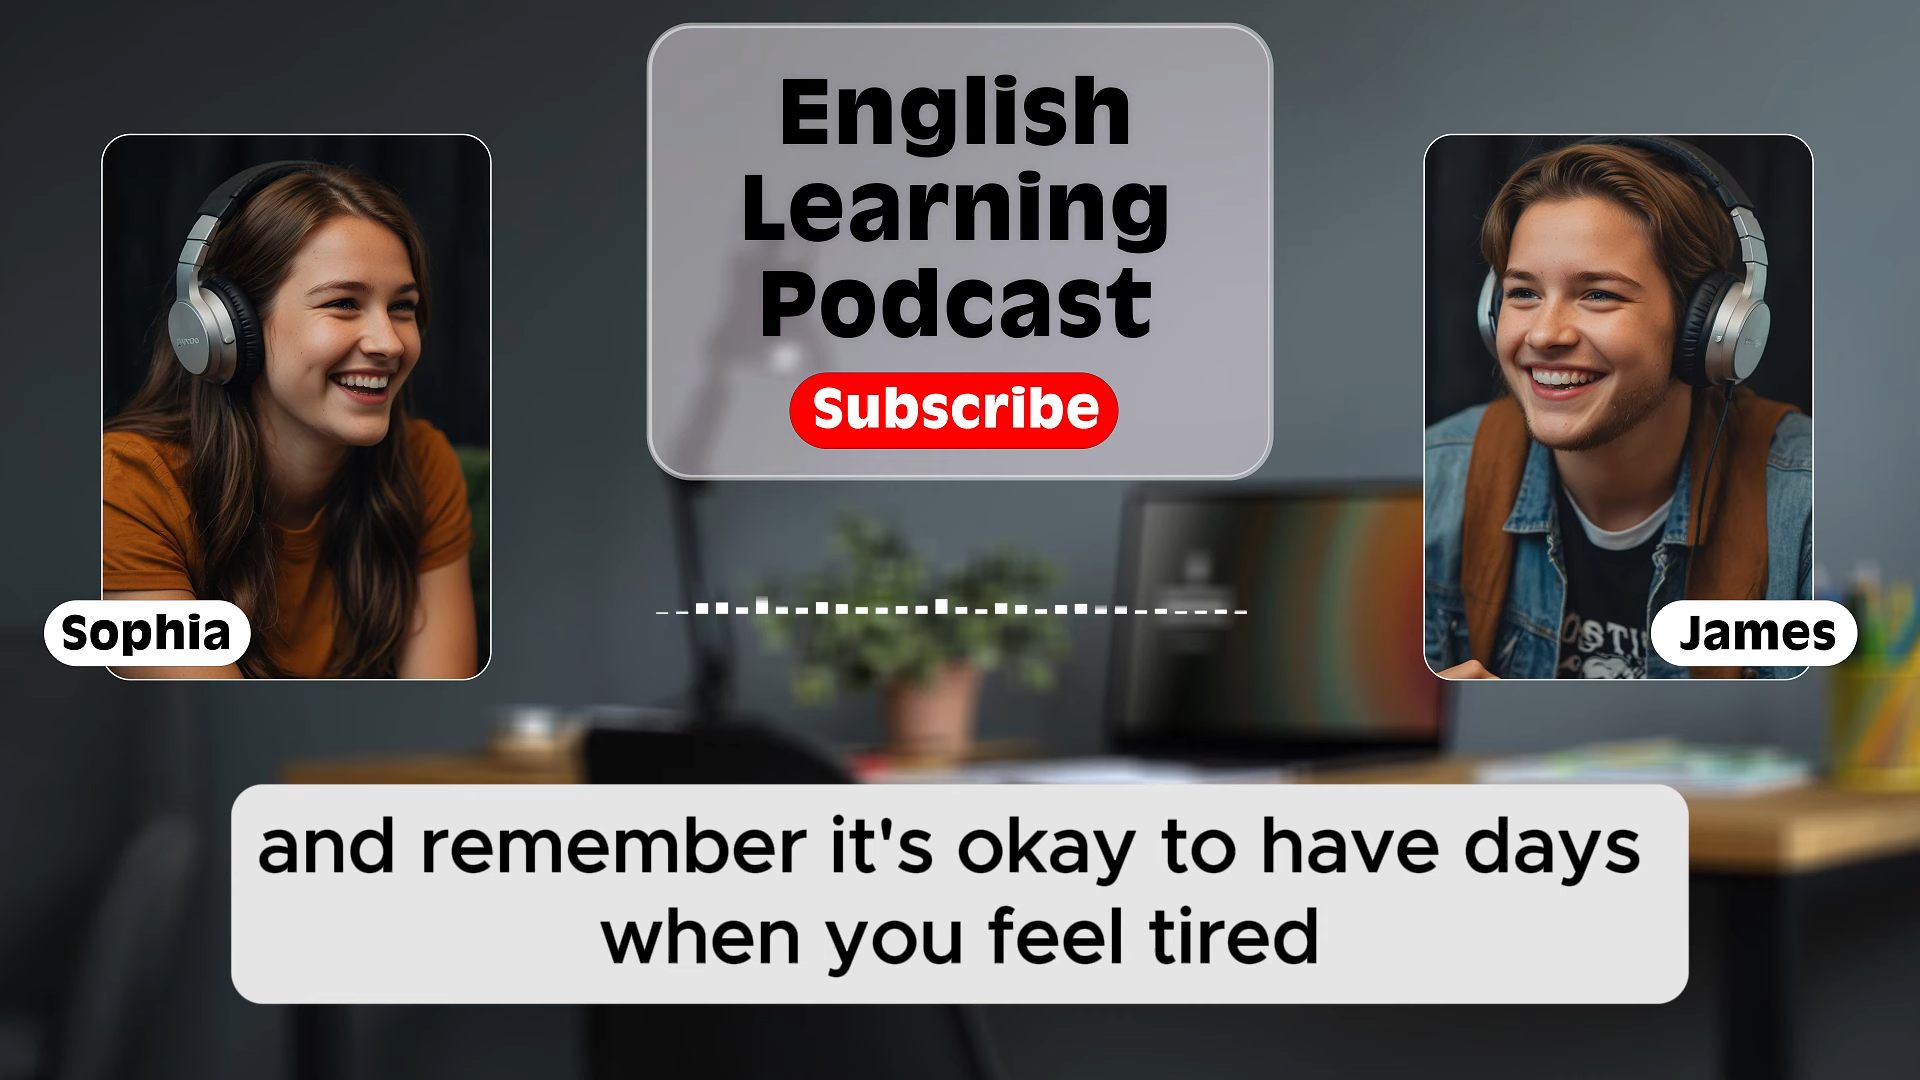 English
Learning
Podcast
Subscribe
Sophia
James
and remember it's okay to have days
when you feel tired